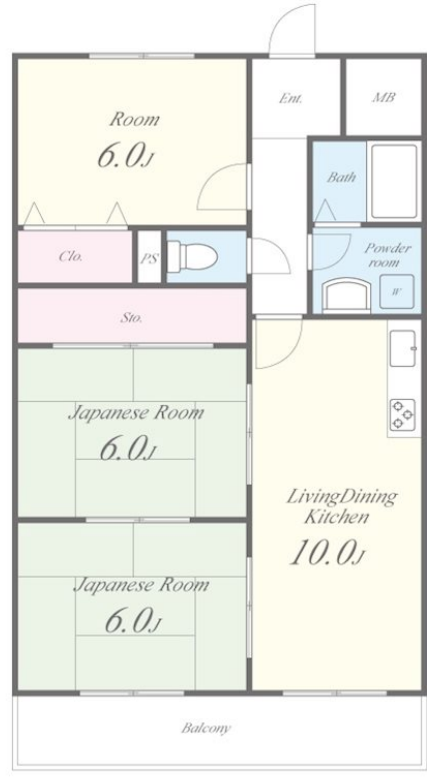 Ent.
MB
Room
6.0J
Bath
Clo.
PS
Powder
room
W
Sto.
Japanese Room
6.0J
LivingDining
Kitchen
10.0J
Japanese Room
6.0J
Balcony